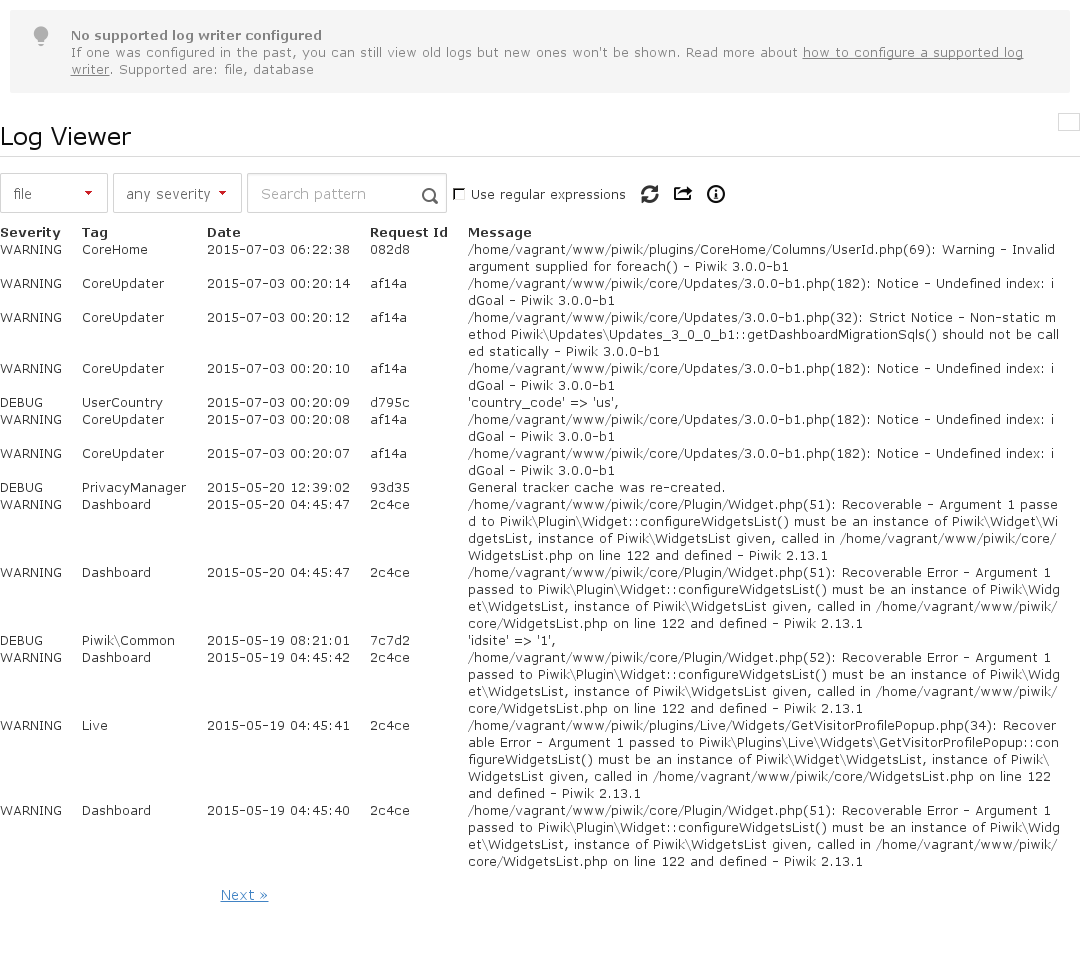 No supported log writer configured
If one was configured in the past, you can still view old logs but new ones won't be shown. Read more about how to configure a supported log
writer. Supported are: file, database
Log Viewer
file any severity Search pattern Use regular expressions
Severity Tag Date Request Id Message
WARNING CoreHome 2015-07-03 06:22:38 082d8 /home/vagrant/www/piwik/plugins/CoreHome/Columns/UserId.php(69): Warning - Invalid
argument supplied for foreach() - Piwik 3.0.0-b1
WARNING CoreUpdater 2015-07-03 00:20:14 af14a /home/vagrant/www/piwik/core/Updates/3.0.0-b1.php(182): Notice - Undefined index: i
dGoal - Piwik 3.0.0-b1
WARNING CoreUpdater 2015-07-03 00:20:12 af14a /home/vagrant/www/piwik/core/Updates/3.0.0-b1.php(32): Strict Notice - Non-static m
ethod Piwik\Updates\Updates_3_0_0_b1::getDashboardMigrationSqls() should not be call
ed statically - Piwik 3.0.0-b1
WARNING CoreUpdater 2015-07-03 00:20:10 af14a /home/vagrant/www/piwik/core/Updates/3.0.0-b1.php(182): Notice - Undefined index: i
dGoal - Piwik 3.0.0-b1
DEBUG UserCountry 2015-07-03 00:20:09 d795c 'country_code' => 'us',
WARNING CoreUpdater 2015-07-03 00:20:08 af14a /home/vagrant/www/piwik/core/Updates/3.0.0-b1.php(182): Notice - Undefined index: i
dGoal - Piwik 3.0.0-b1
WARNING CoreUpdater 2015-07-03 00:20:07 af14a /home/vagrant/www/piwik/core/Updates/3.0.0-b1.php(182): Notice - Undefined index: i
dGoal - Piwik 3.0.0-b1
DEBUG PrivacyManager 2015-05-20 12:39:02 93d35 General tracker cache was re-created.
WARNING Dashboard 2015-05-20 04:45:47 2c4ce /home/vagrant/www/piwik/core/Plugin/Widget.php(51): Recoverable - Argument 1 passe
d to Piwik\Plugin\Widget::configureWidgetsList() must be an instance of Piwik\Widget\Wi
dgetsList, instance of Piwik\WidgetsList given, called in /home/vagrant/www/piwik/core/
WidgetsList.php on line 122 and defined - Piwik 2.13.1
WARNING Dashboard 2015-05-20 04:45:47 2c4ce /home/vagrant/www/piwik/core/Plugin/Widget.php(51): Recoverable Error - Argument 1
passed to Piwik\Plugin\Widget::configureWidgetsList() must be an instance of Piwik\Widg
et\WidgetsList, instance of Piwik\WidgetsList given, called in /home/vagrant/www/piwik/
core/WidgetsList.php on line 122 and defined - Piwik 2.13.1
DEBUG Piwik\Common 2015-05-19 08:21:01 7c7d2 'idsite' => '1',
WARNING Dashboard 2015-05-19 04:45:42 2c4ce /home/vagrant/www/piwik/core/Plugin/Widget.php(52): Recoverable Error - Argument 1
passed to Piwik\Plugin\Widget::configureWidgetsList() must be an instance of Piwik\Widg
et\WidgetsList, instance of Piwik\WidgetsList given, called in /home/vagrant/www/piwik/
core/WidgetsList.php on line 122 and defined - Piwik 2.13.1
WARNING Live 2015-05-19 04:45:41 2c4ce /home/vagrant/www/piwik/plugins/Live/Widgets/GetVisitorProfilePopup.php(34): Recover
able Error - Argument 1 passed to Piwik\Plugins\Live\Widgets\GetVisitorProfilePopup::con
figureWidgetsList() must be an instance of Piwik\Widget\WidgetsList, instance of Piwik\
WidgetsList given, called in /home/vagrant/www/piwik/core/WidgetsList.php on line 122
and defined - Piwik 2.13.1
WARNING Dashboard 2015-05-19 04:45:40 2c4ce /home/vagrant/www/piwik/core/Plugin/Widget.php(51): Recoverable Error - Argument 1
passed to Piwik\Plugin\Widget::configureWidgetsList() must be an instance of Piwik\Widg
et\WidgetsList, instance of Piwik\WidgetsList given, called in /home/vagrant/www/piwik/
core/WidgetsList.php on line 122 and defined - Piwik 2.13.1
Next »